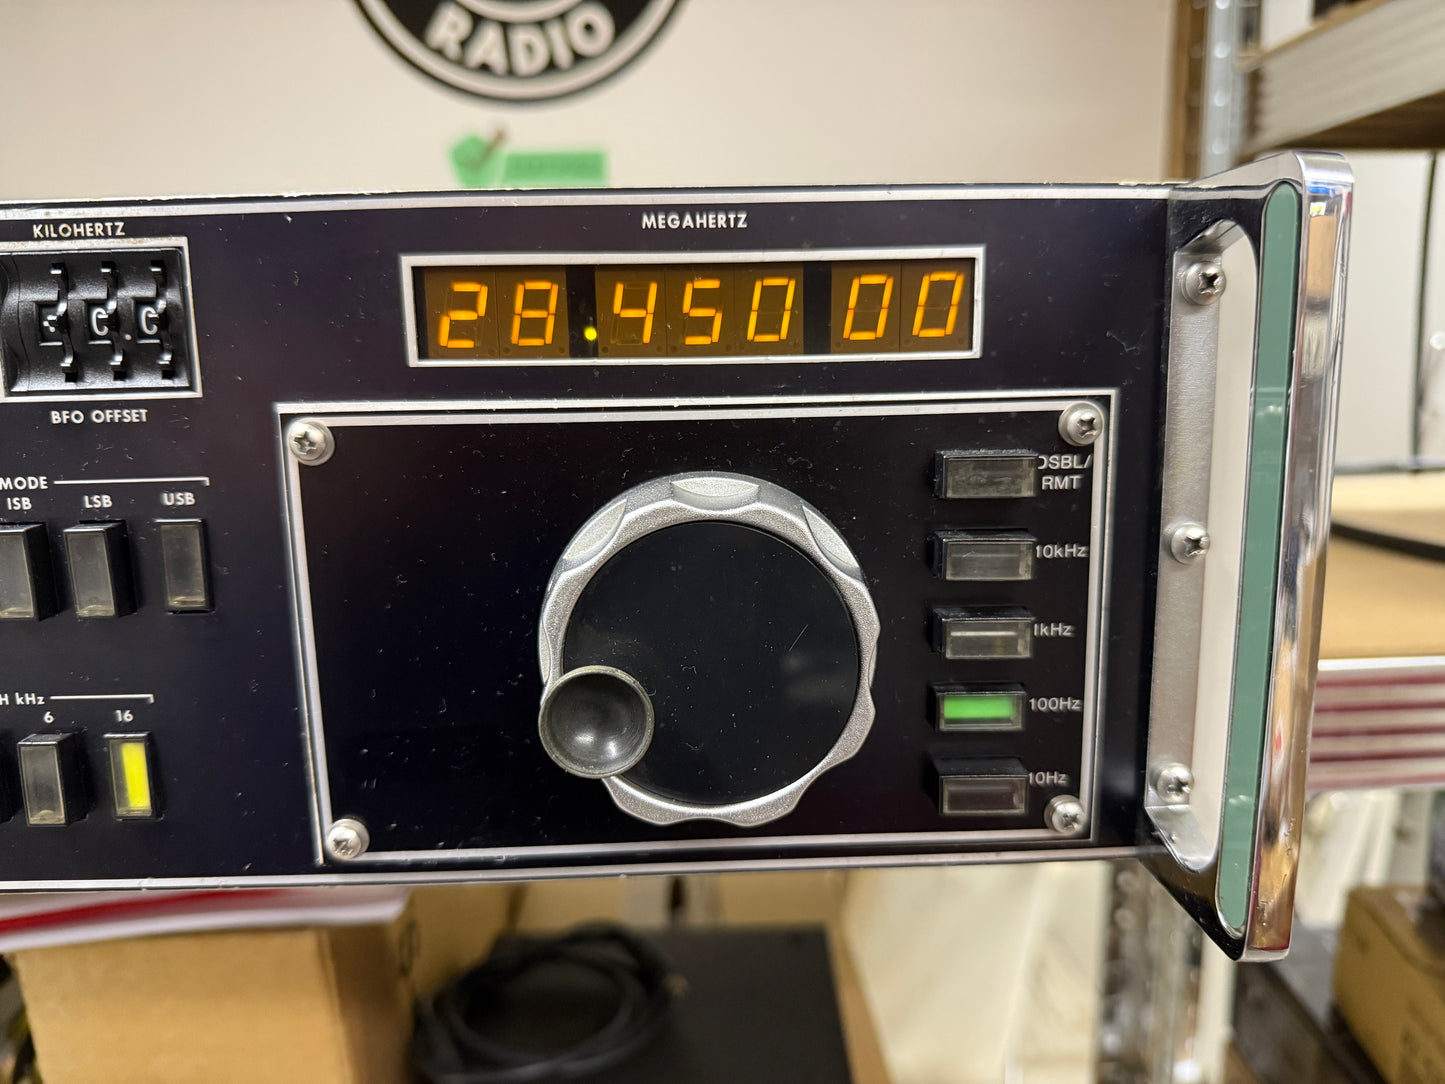 RADIO
KILOHERTZ
MEGAHERTZ
28.450 00
BFO OFFSET
MODE
ISB LSB USB
DSBL/
RMT
10kHz
1kHz
H kHz
6 16
100Hz
10Hz